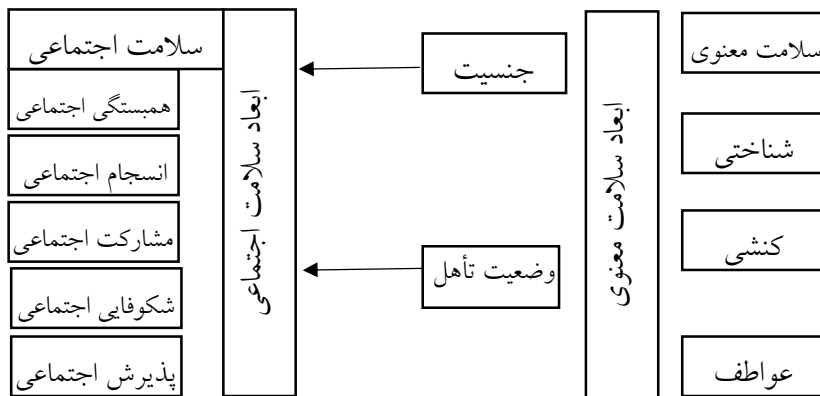 سلامت معنوی
شناختی
کنشی
عواطف
ابعاد سلامت معنوی
جنسیت
وضعیت تأهل
ابعاد سلامت اجتماعی
سلامت اجتماعی
همبستگی اجتماعی
انسجام اجتماعی
مشارکت اجتماعی
شکوفایی اجتماعی
پذیرش اجتماعی